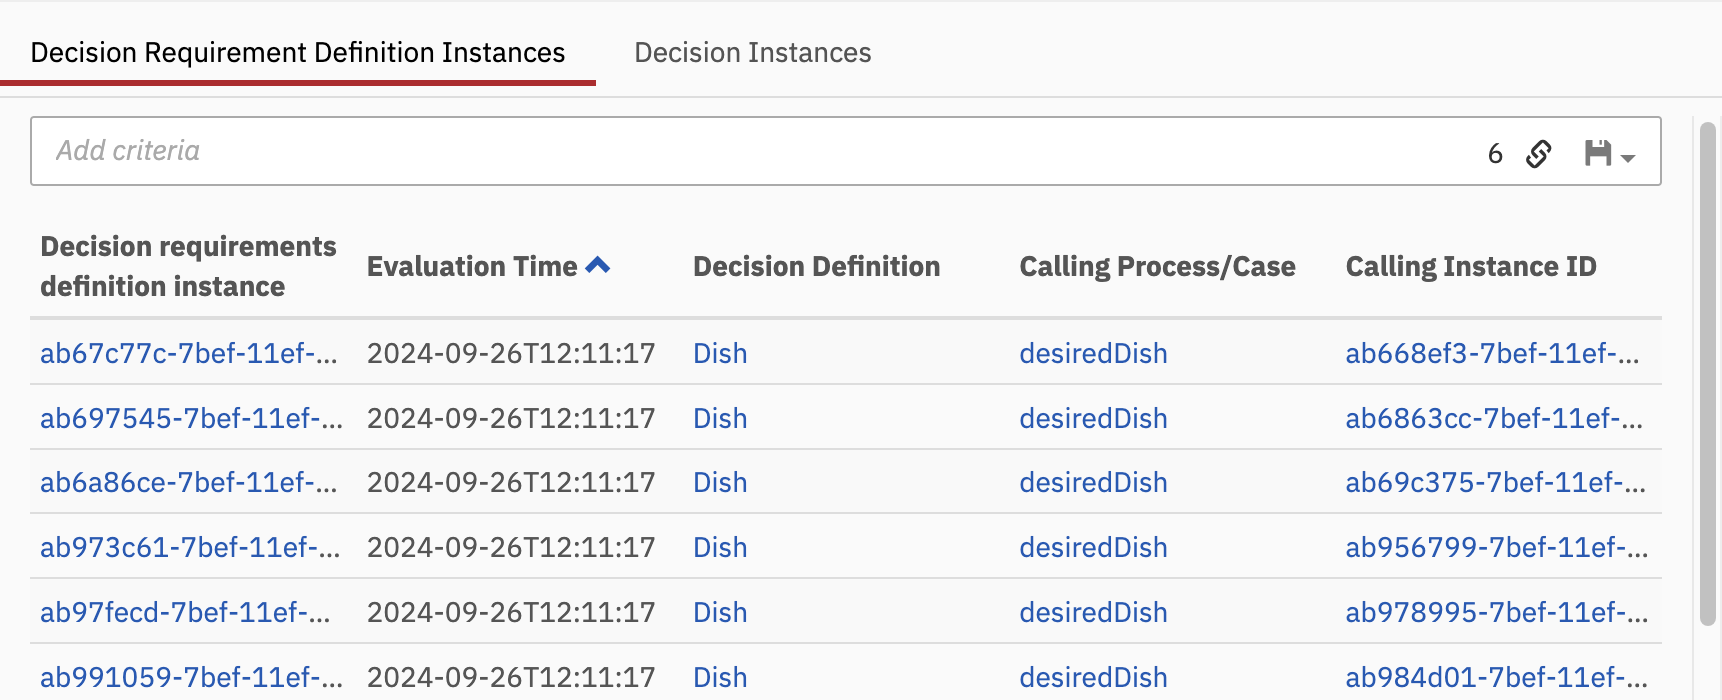 Decision Requirement Definition Instances Decision Instances
Add criteria 6
Decision requirements definition instance Evaluation Time Decision Definition Calling Process/Case Calling Instance ID
ab67c77c-7bef-11ef-... 2024-09-26T12:11:17 Dish desiredDish ab668ef3-7bef-11ef-...
ab697545-7bef-11ef-... 2024-09-26T12:11:17 Dish desiredDish ab6863cc-7bef-11ef-...
ab6a86ce-7bef-11ef-... 2024-09-26T12:11:17 Dish desiredDish ab69c375-7bef-11ef-...
ab973c61-7bef-11ef-... 2024-09-26T12:11:17 Dish desiredDish ab956799-7bef-11ef-...
ab97fecd-7bef-11ef-... 2024-09-26T12:11:17 Dish desiredDish ab978995-7bef-11ef-...
ab991059-7bef-11ef-... 2024-09-26T12:11:17 Dish desiredDish ab984d01-7bef-11ef-...